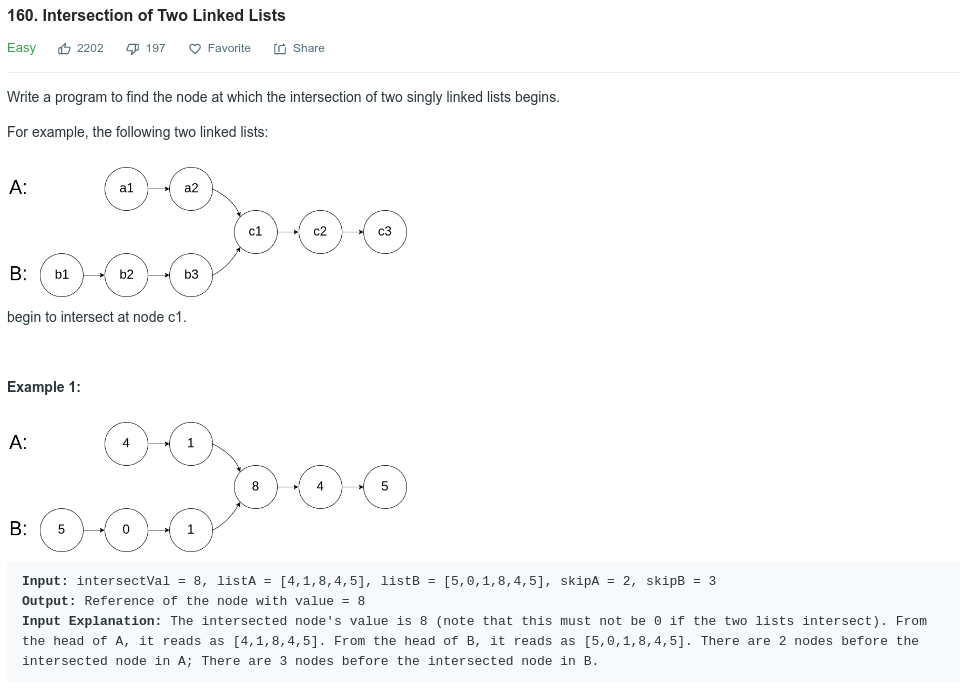 160. Intersection of Two Linked Lists
Easy 2202 197 Favorite Share
Write a program to find the node at which the intersection of two singly linked lists begins.
For example, the following two linked lists:
A: a1 a2
c1 c2 c3
B: b1 b2 b3
begin to intersect at node c1.
Example 1:
A: 4 1
8 4 5
B: 5 0 1
Input: intersectVal = 8, listA = [4,1,8,4,5], listB = [5,0,1,8,4,5], skipA = 2, skipB = 3
Output: Reference of the node with value = 8
Input Explanation: The intersected node's value is 8 (note that this must not be 0 if the two lists intersect). From
the head of A, it reads as [4,1,8,4,5]. From the head of B, it reads as [5,0,1,8,4,5]. There are 2 nodes before the
intersected node in A; There are 3 nodes before the intersected node in B.